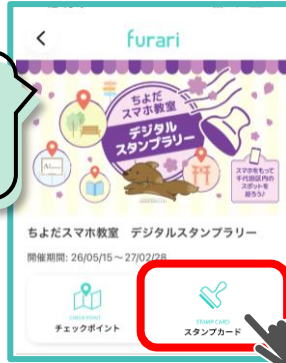 furari
ちよだ
スマホ教室
デジタル
スタンプラリー
スマホをもって
千代田区内の
スポットを
廻ろう♪
ちよだスマホ教室 デジタルスタンプラリー
開催期間: 26/05/15~27/02/28
CHECKPOINT
チェックポイント
STAMP CARD
スタンプカード